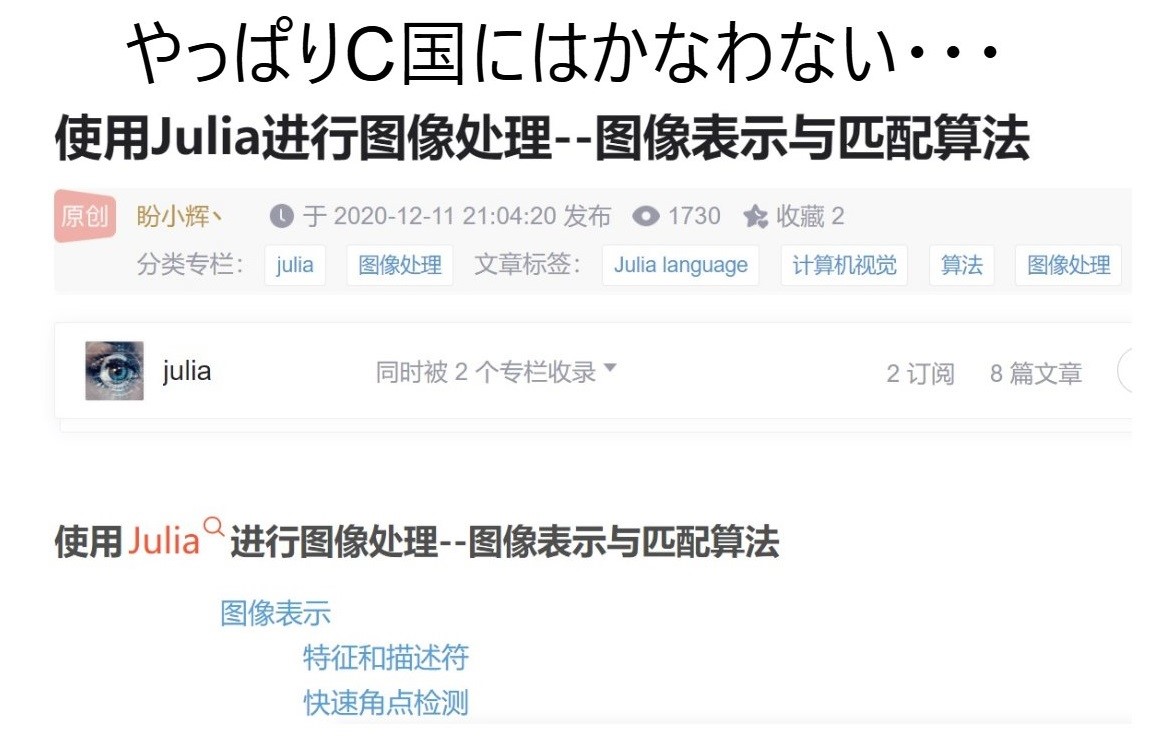 やっぱりC国にはかなわない・・・
使用Julia进行图像处理--图像表示与匹配算法
原创 盼小辉丶 于 2020-12-11 21:04:20 发布 1730 收藏 2
分类专栏： julia 图像处理 文章标签： Julia language 计算机视觉 算法 图像处理
julia 同时被 2 个专栏收录 2 订阅 8 篇文章
使用Julia进行图像处理--图像表示与匹配算法
图像表示
特征和描述符
快速角点检测